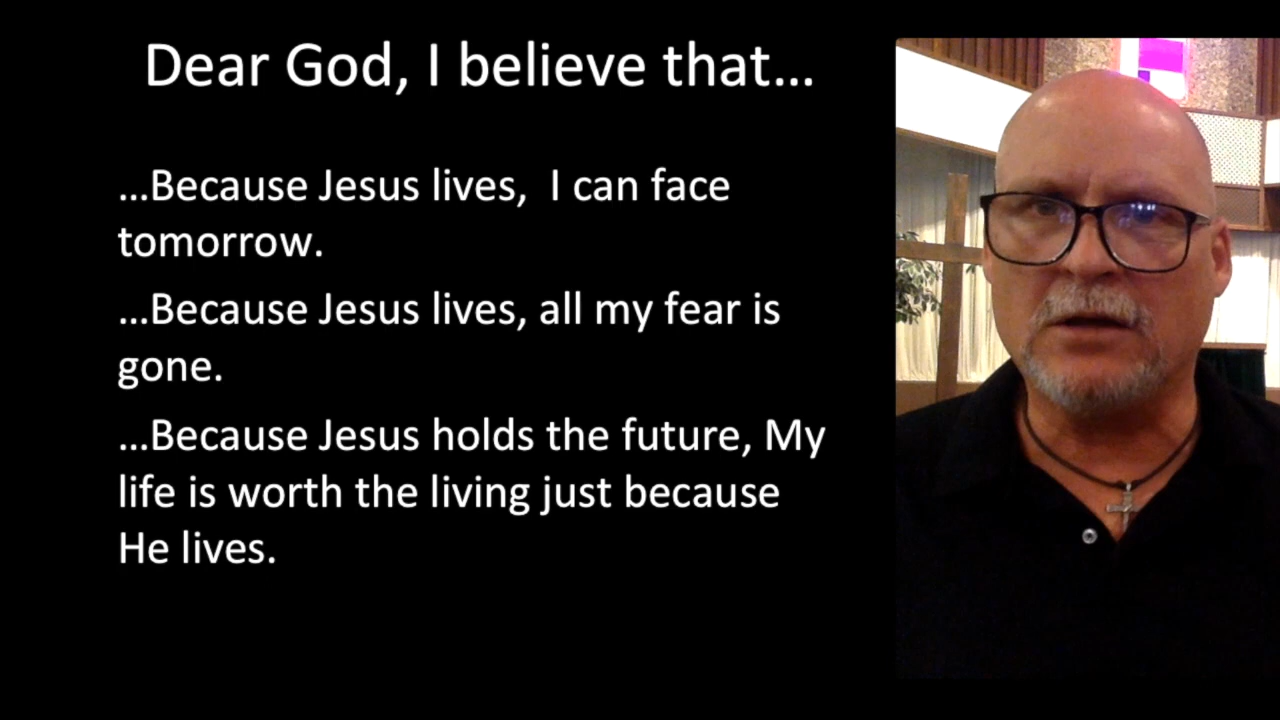 Dear God, I believe that...
...Because Jesus lives,  I can face
tomorrow.
...Because Jesus lives, all my fear is
gone.
...Because Jesus holds the future, My
life is worth the living just because
He lives.